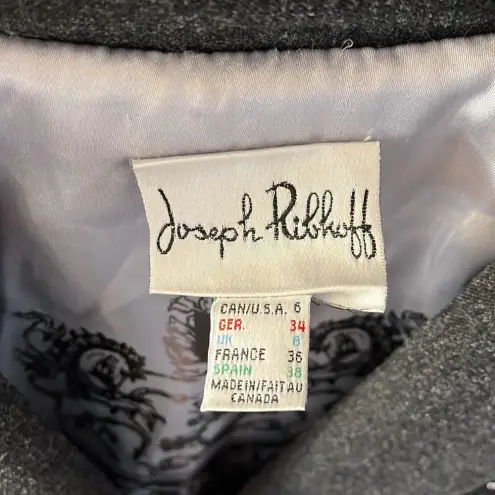 Joseph Ribkoff
CAN/U.S.A. 6
GER. 34
UK 8
FRANCE 36
SPAIN 38
MADE IN/FAIT AU
CANADA